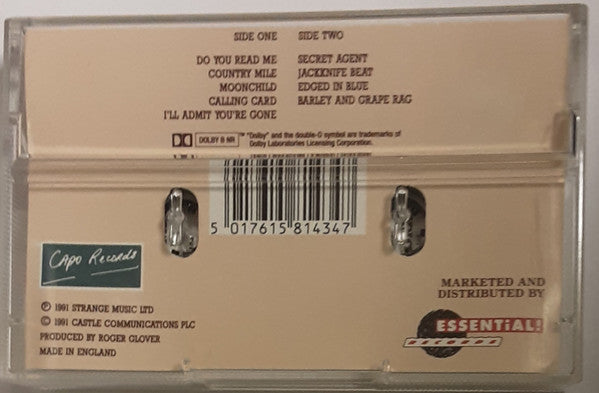 SIDE ONE
DO YOU READ ME
COUNTRY MILE
MOONCHILD
CALLING CARD
I'LL ADMIT YOU'RE GONE
SIDE TWO
SECRET AGENT
JACKKNIFE BEAT
EDGED IN BLUE
BARLEY AND GRAPE RAG
DOLBY B NR ™ "Dolby" and the double-D symbol are trademarks of
Dolby Laboratories Licensing Corporation.
5 017615 814347
Capo Records
℗ 1991 STRANGE MUSIC LTD
© 1991 CASTLE COMMUNICATIONS PLC
PRODUCED BY ROGER GLOVER
MADE IN ENGLAND
MARKETED AND
DISTRIBUTED BY
ESSENTiAL!
RECORDS